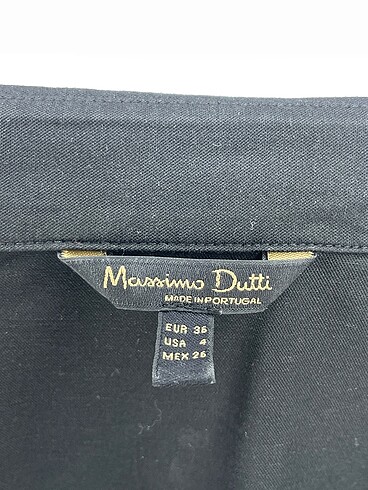 Massimo Dutti
MADE IN PORTUGAL
EUR 36
USA 4
MEX 26